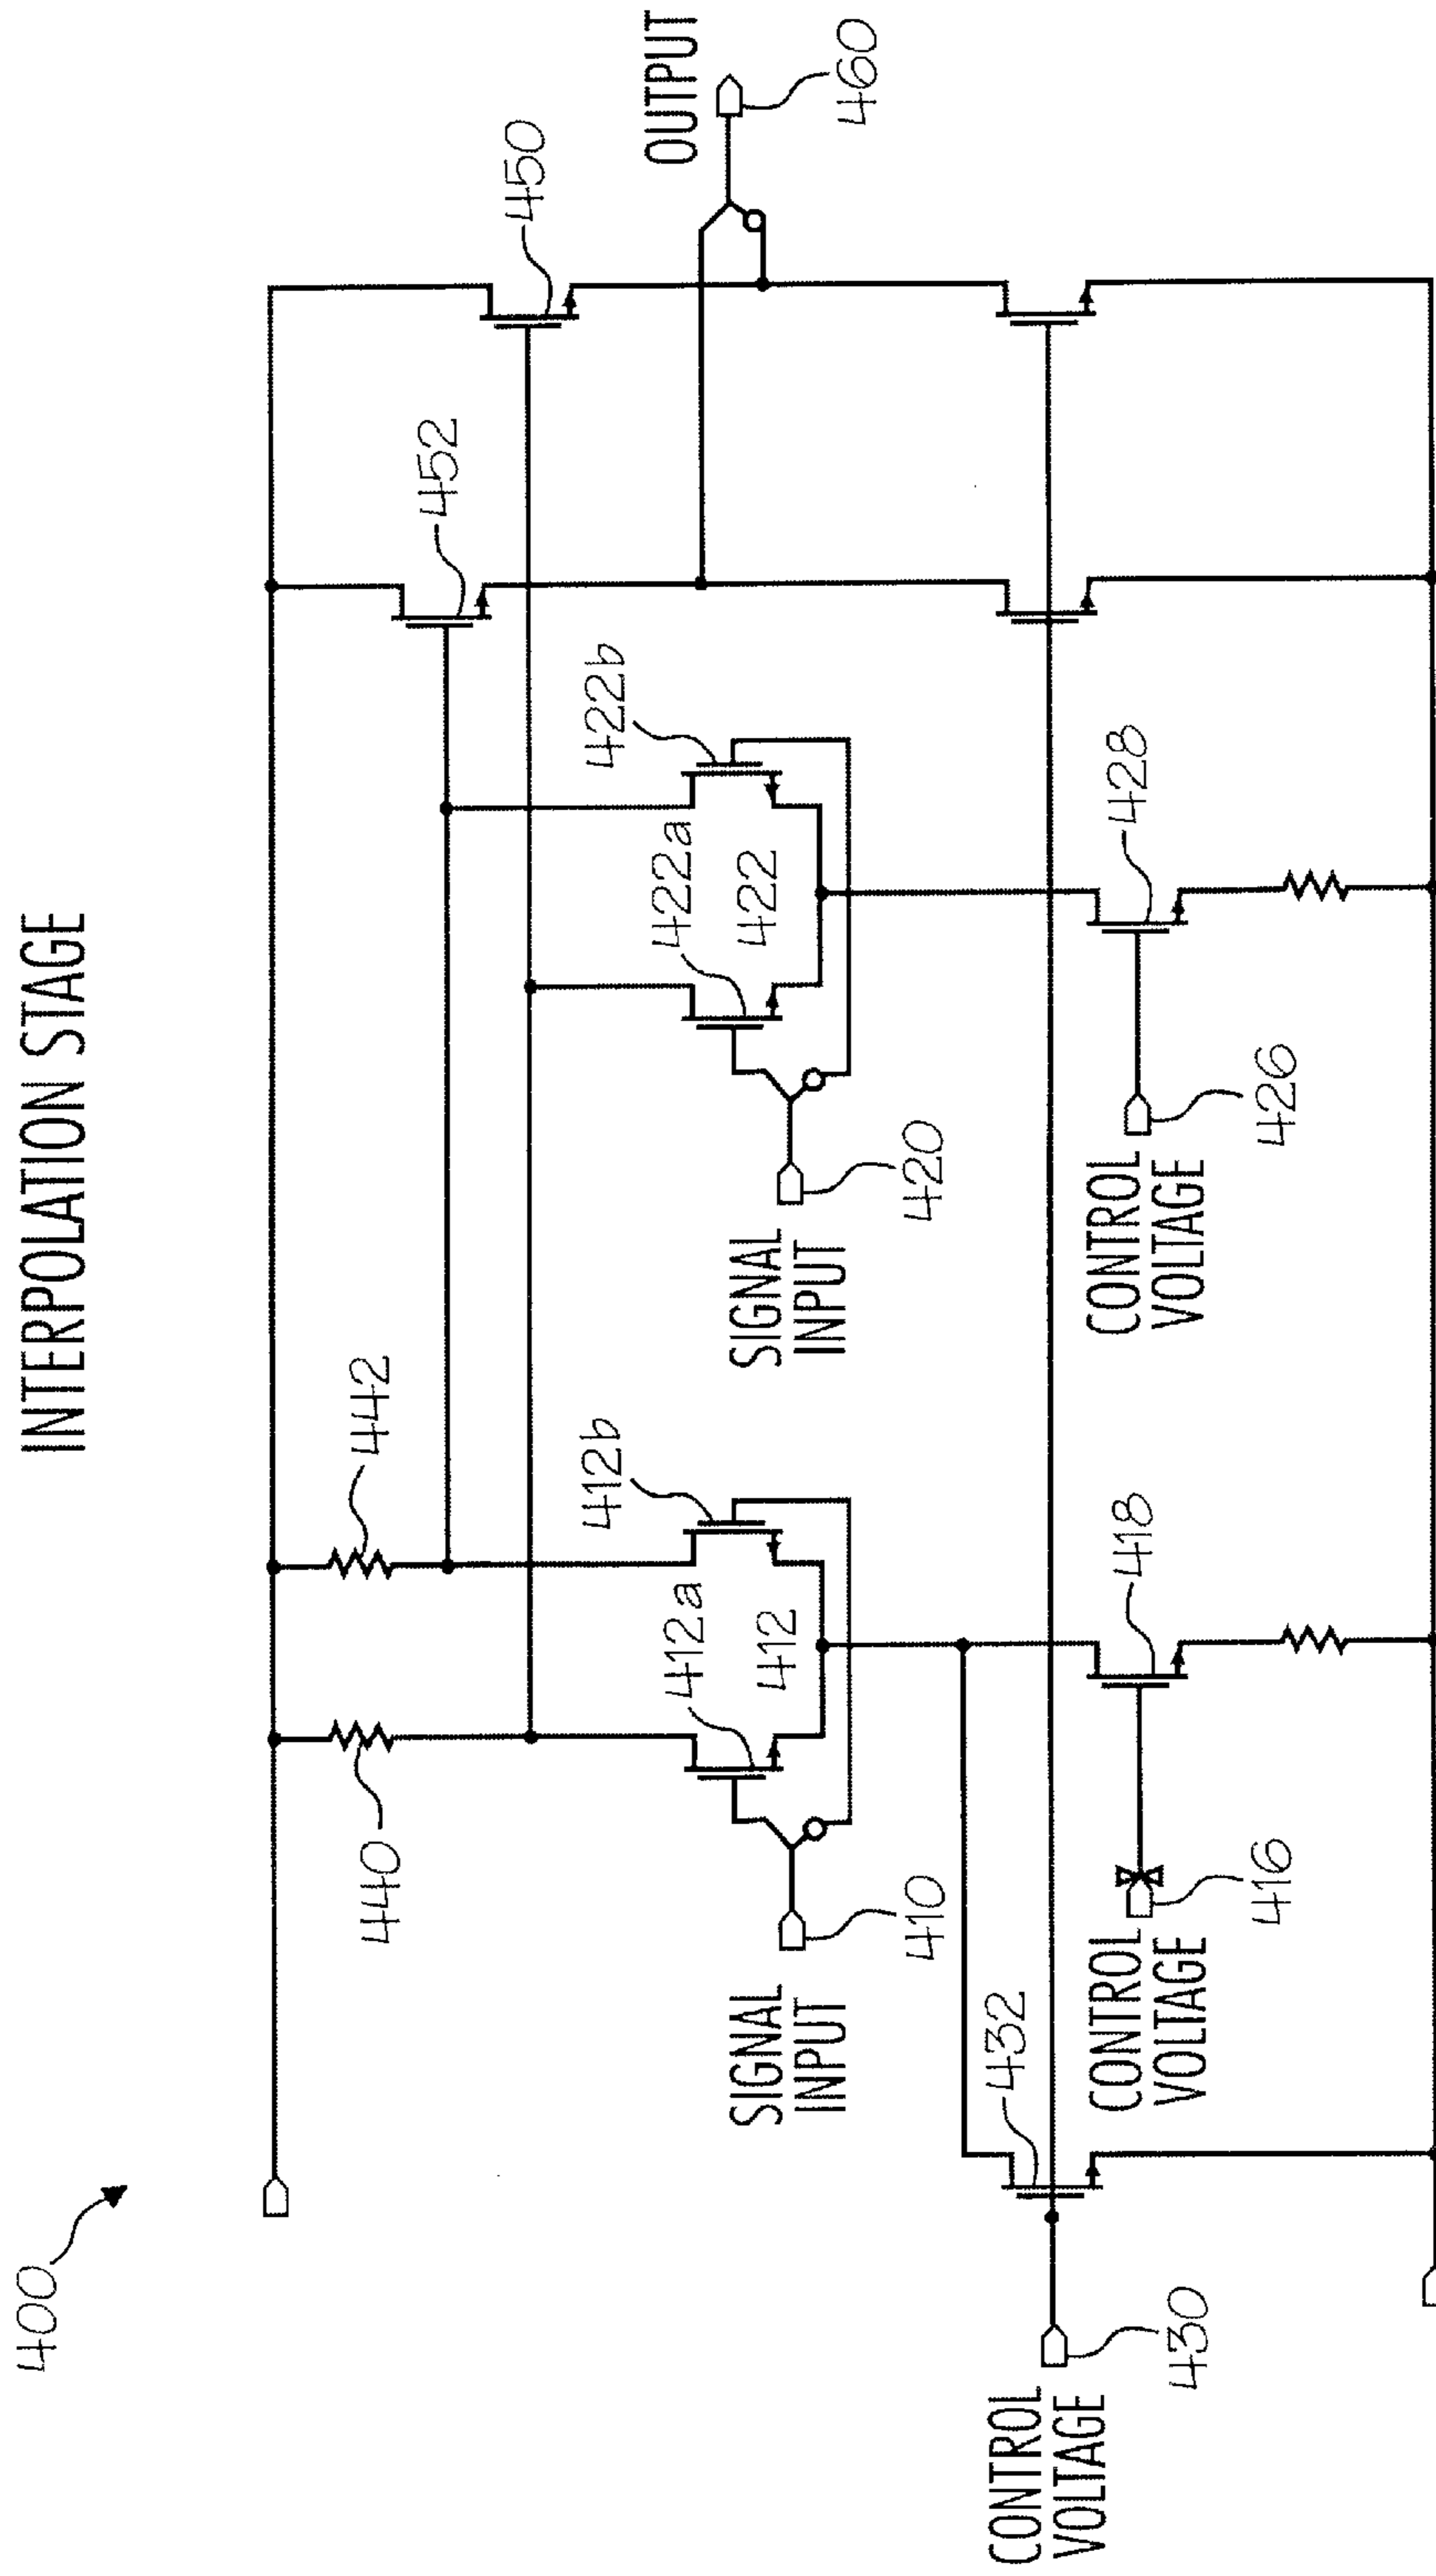 INTERPOLATION STAGE
400
440
442
452
450
OUTPUT
460
412b
412a
412
422b
422a
422
SIGNAL
INPUT
410
SIGNAL
INPUT
420
432
418
428
CONTROL
VOLTAGE
416
CONTROL
VOLTAGE
426
CONTROL
VOLTAGE
430